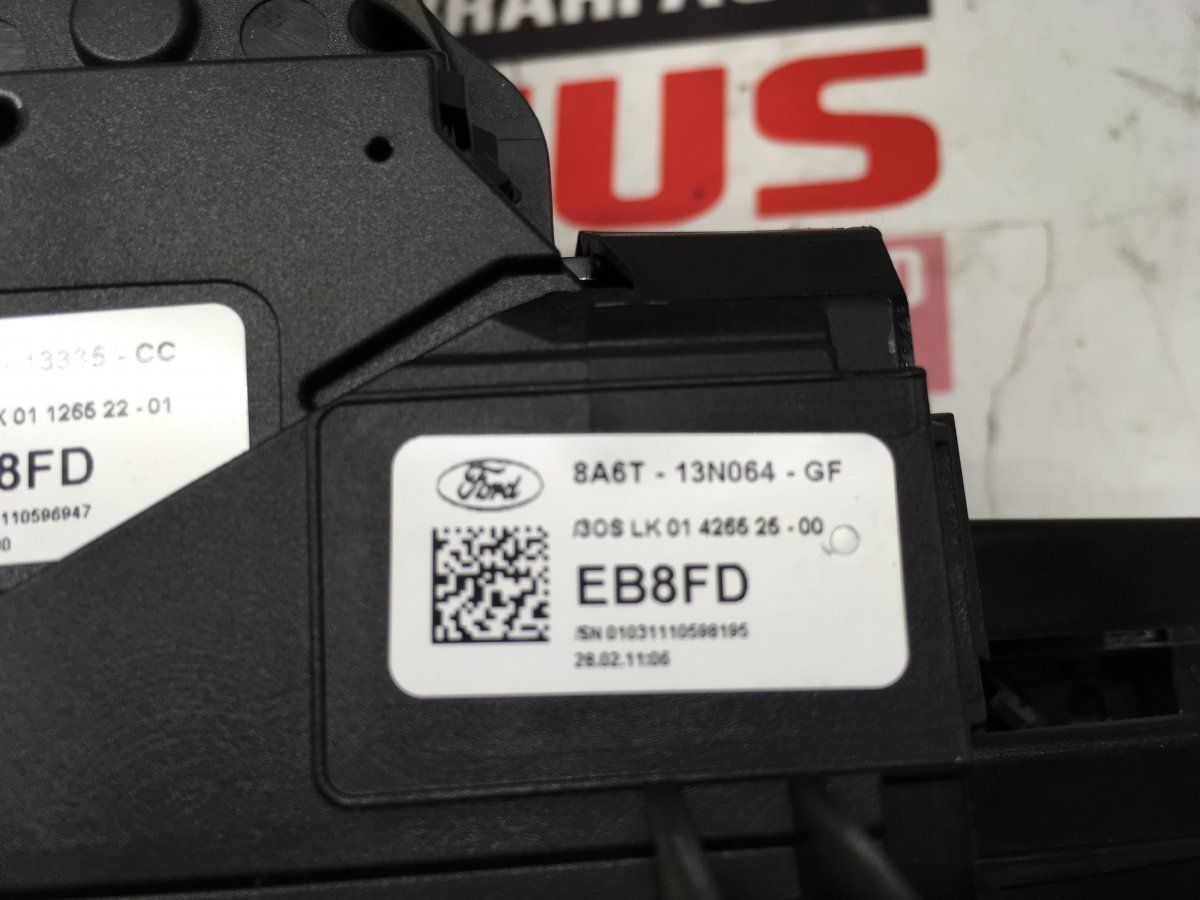 US
- 13335 - CC
K 01 1265 22 - 01
8FD
110596947
00
Ford
8A6T - 13N064 - GF
/3OS LK 01 4265 25 - 00
EB8FD
/SN 01031110598195
28.02.11:06